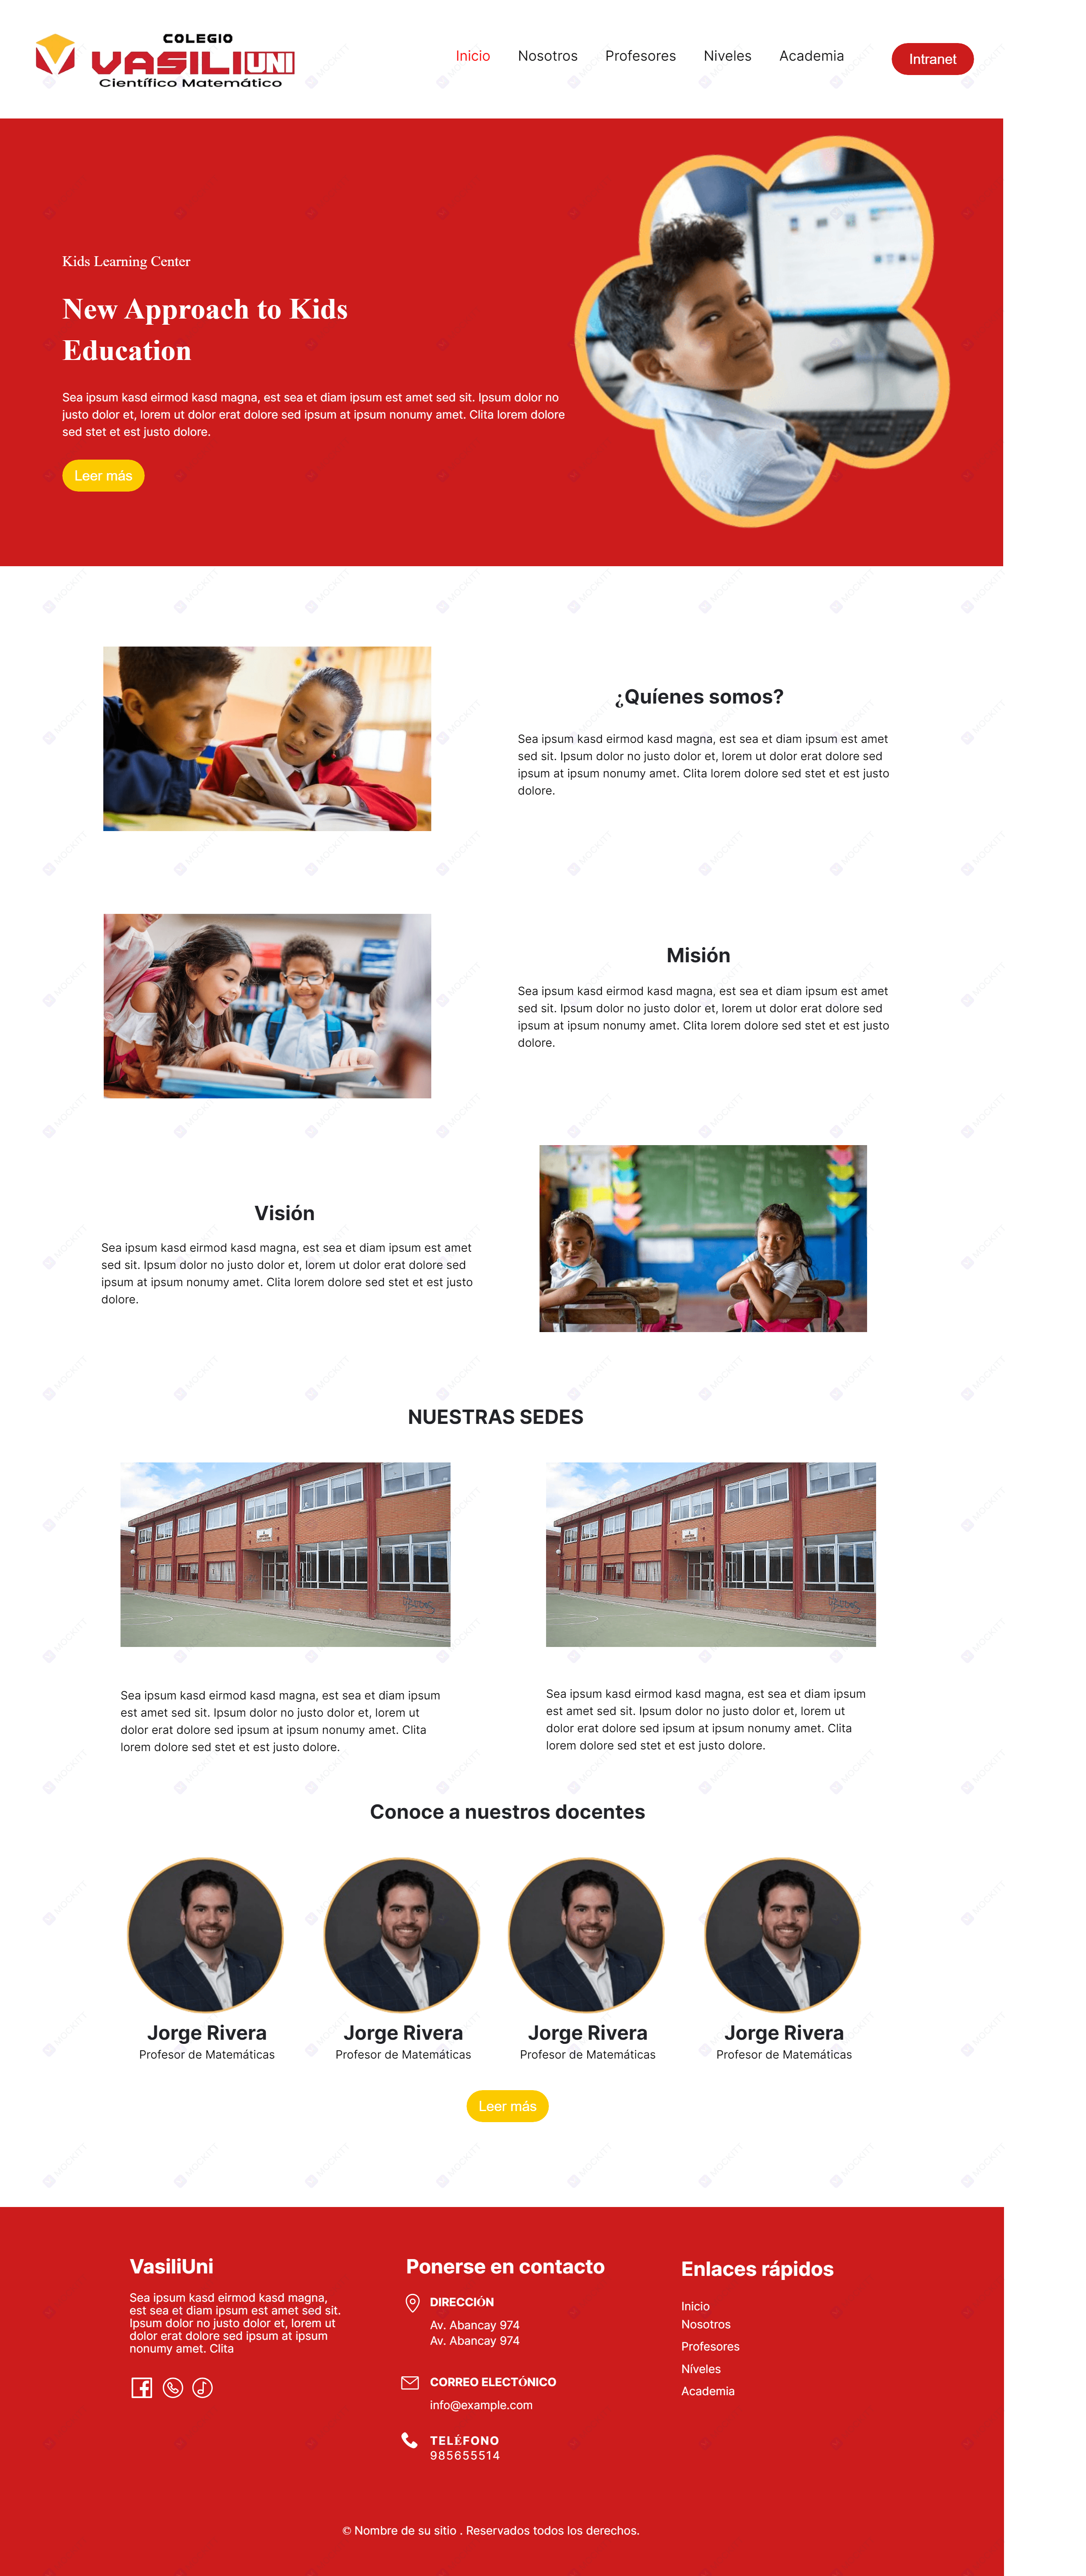 COLEGIO
VASILIUNI
Científico Matemático
Inicio Nosotros Profesores Niveles Academia Intranet
Kids Learning Center
New Approach to Kids
Education
Sea ipsum kasd eirmod kasd magna, est sea et diam ipsum est amet sed sit. Ipsum dolor no
justo dolor et, lorem ut dolor erat dolore sed ipsum at ipsum nonumy amet. Clita lorem dolore
sed stet et est justo dolore.
Leer más
¿Quíenes somos?
Sea ipsum kasd eirmod kasd magna, est sea et diam ipsum est amet
sed sit. Ipsum dolor no justo dolor et, lorem ut dolor erat dolore sed
ipsum at ipsum nonumy amet. Clita lorem dolore sed stet et est justo
dolore.
Misión
Sea ipsum kasd eirmod kasd magna, est sea et diam ipsum est amet
sed sit. Ipsum dolor no justo dolor et, lorem ut dolor erat dolore sed
ipsum at ipsum nonumy amet. Clita lorem dolore sed stet et est justo
dolore.
Visión
Sea ipsum kasd eirmod kasd magna, est sea et diam ipsum est amet
sed sit. Ipsum dolor no justo dolor et, lorem ut dolor erat dolore sed
ipsum at ipsum nonumy amet. Clita lorem dolore sed stet et est justo
dolore.
NUESTRAS SEDES
Sea ipsum kasd eirmod kasd magna, est sea et diam ipsum
est amet sed sit. Ipsum dolor no justo dolor et, lorem ut
dolor erat dolore sed ipsum at ipsum nonumy amet. Clita
lorem dolore sed stet et est justo dolore.
Sea ipsum kasd eirmod kasd magna, est sea et diam ipsum
est amet sed sit. Ipsum dolor no justo dolor et, lorem ut
dolor erat dolore sed ipsum at ipsum nonumy amet. Clita
lorem dolore sed stet et est justo dolore.
Conoce a nuestros docentes
Jorge Rivera
Profesor de Matemáticas
Jorge Rivera
Profesor de Matemáticas
Jorge Rivera
Profesor de Matemáticas
Jorge Rivera
Profesor de Matemáticas
Leer más
VasiliUni
Sea ipsum kasd eirmod kasd magna,
est sea et diam ipsum est amet sed sit.
Ipsum dolor no justo dolor et, lorem ut
dolor erat dolore sed ipsum at ipsum
nonumy amet. Clita
Ponerse en contacto
DIRECCIÓN
Av. Abancay 974
Av. Abancay 974
CORREO ELECTÓNICO
info@example.com
TELÉFONO
985655514
Enlaces rápidos
Inicio
Nosotros
Profesores
Níveles
Academia
© Nombre de su sitio . Reservados todos los derechos.
MOCKITT